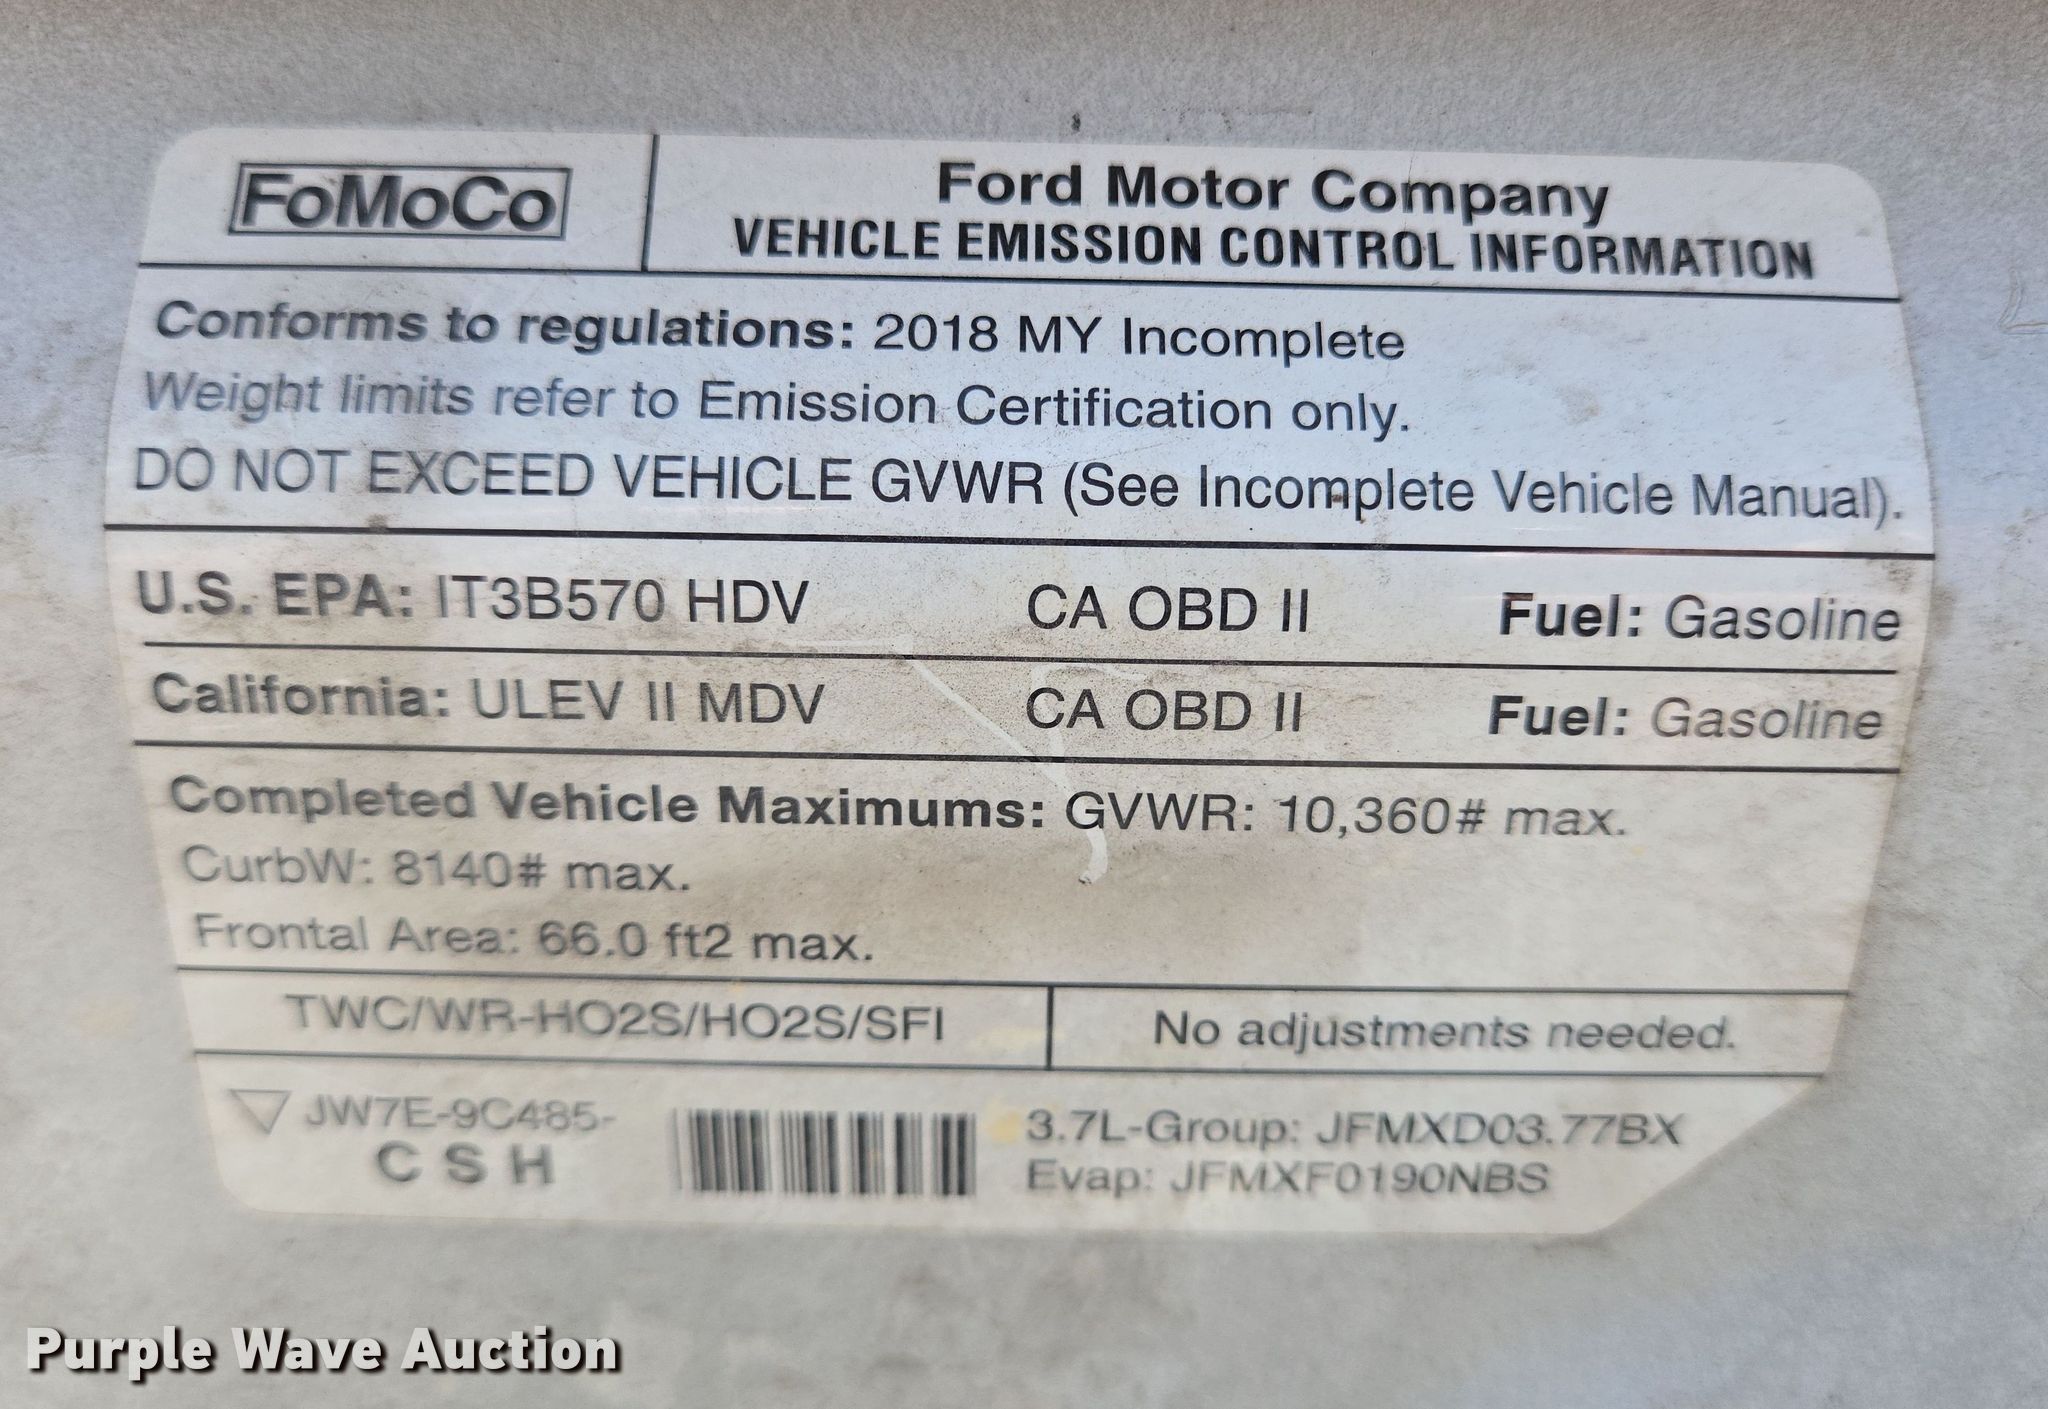 FoMoCo
Ford Motor Company
VEHICLE EMISSION CONTROL INFORMATION
Conforms to regulations: 2018 MY Incomplete
Weight limits refer to Emission Certification only.
DO NOT EXCEED VEHICLE GVWR (See Incomplete Vehicle Manual).
U.S. EPA: IT3B570 HDV CA OBD II Fuel: Gasoline
California: ULEV II MDV CA OBD II Fuel: Gasoline
Completed Vehicle Maximums: GVWR: 10,360# max.
CurbW: 8140# max.
Frontal Area: 66.0 ft2 max.
TWC/WR-HO2S/HO2S/SFI No adjustments needed.
JW7E-9C485-
CSH
3.7L-Group: JFMXD03.77BX
Evap: JFMXF0190NBS
Purple Wave Auction